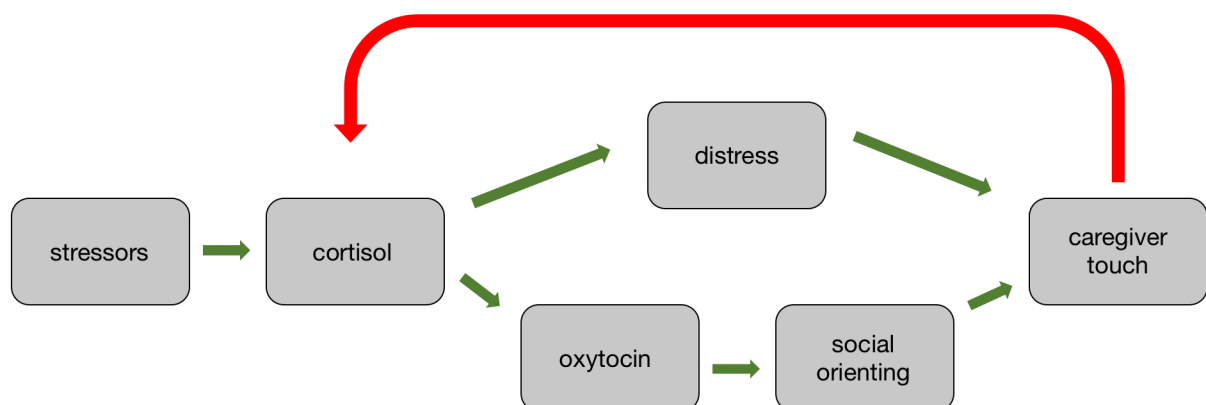 stressors
cortisol
distress
oxytocin
social
orienting
caregiver
touch